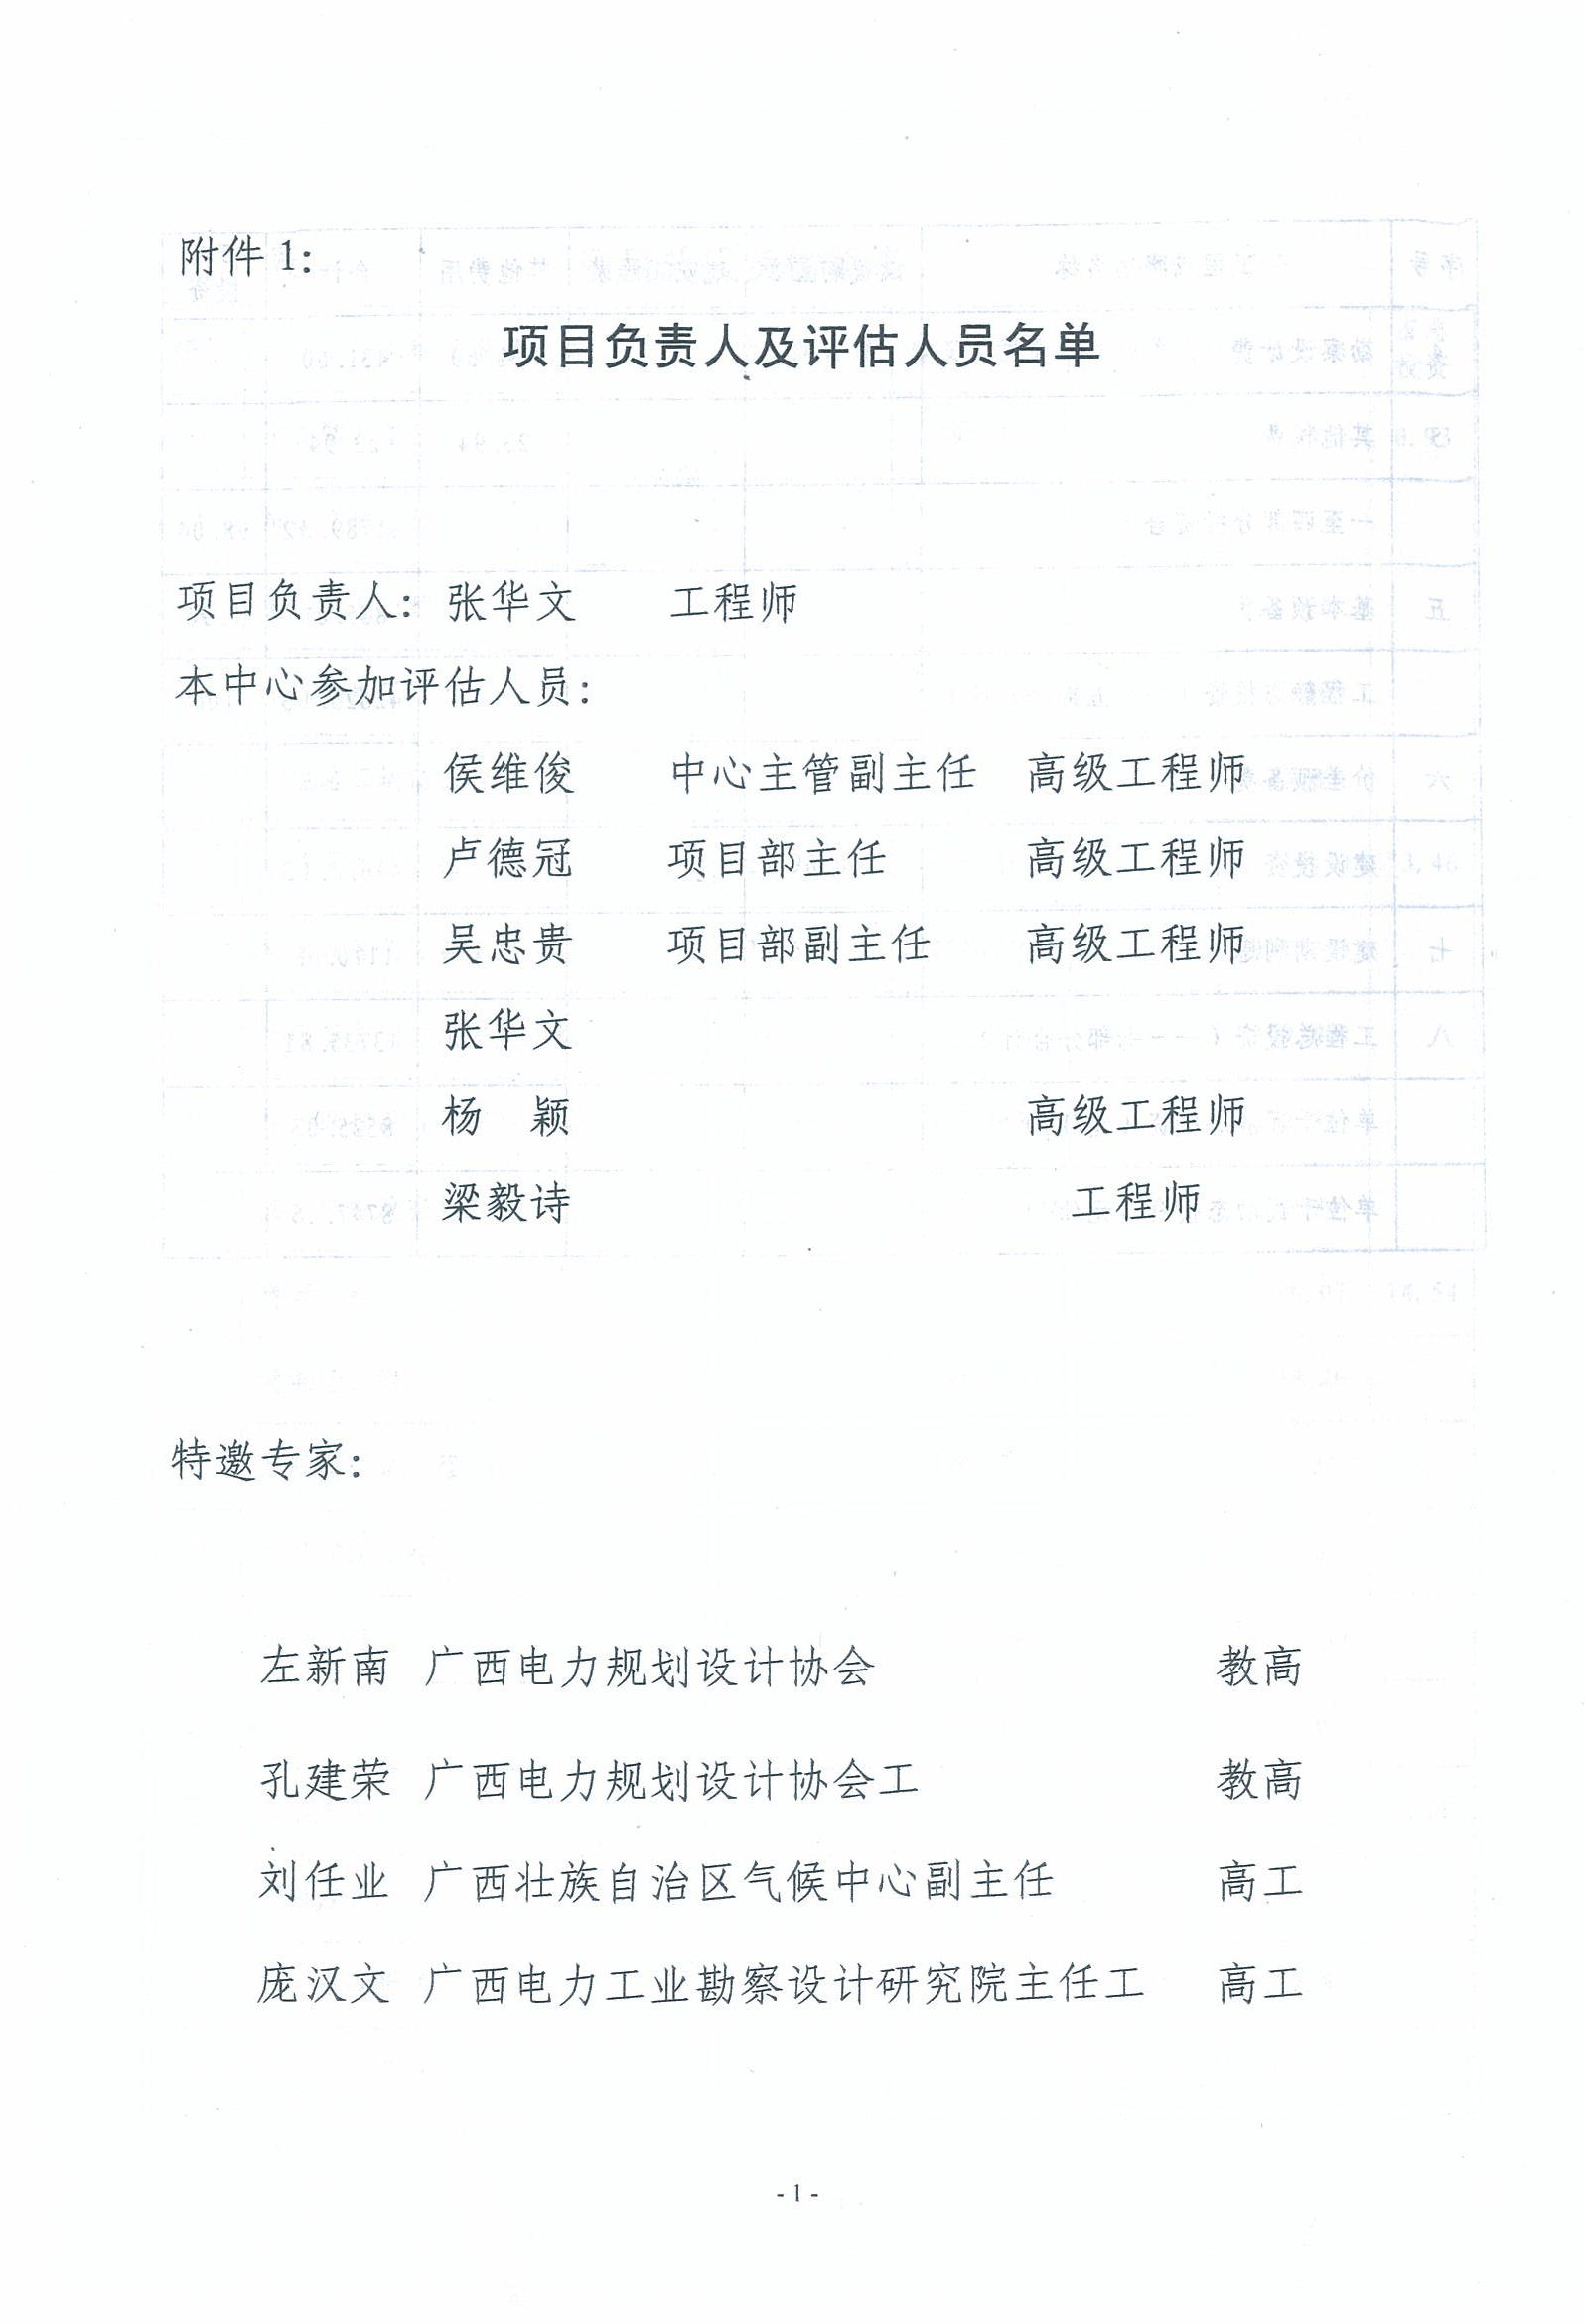 附件1:
项目负责人及评估人员名单
项目负责人: 张华文 工程师
本中心参加评估人员:
侯维俊 中心主管副主任 高级工程师
卢德冠 项目部主任 高级工程师
吴忠贵 项目部副主任 高级工程师
张华文
杨 颖 高级工程师
梁毅诗 工程师
特邀专家:
左新南 广西电力规划设计协会 教高
孔建荣 广西电力规划设计协会工 教高
刘任业 广西壮族自治区气候中心副主任 高工
庞汉文 广西电力工业勘察设计研究院主任工 高工
- 1 -